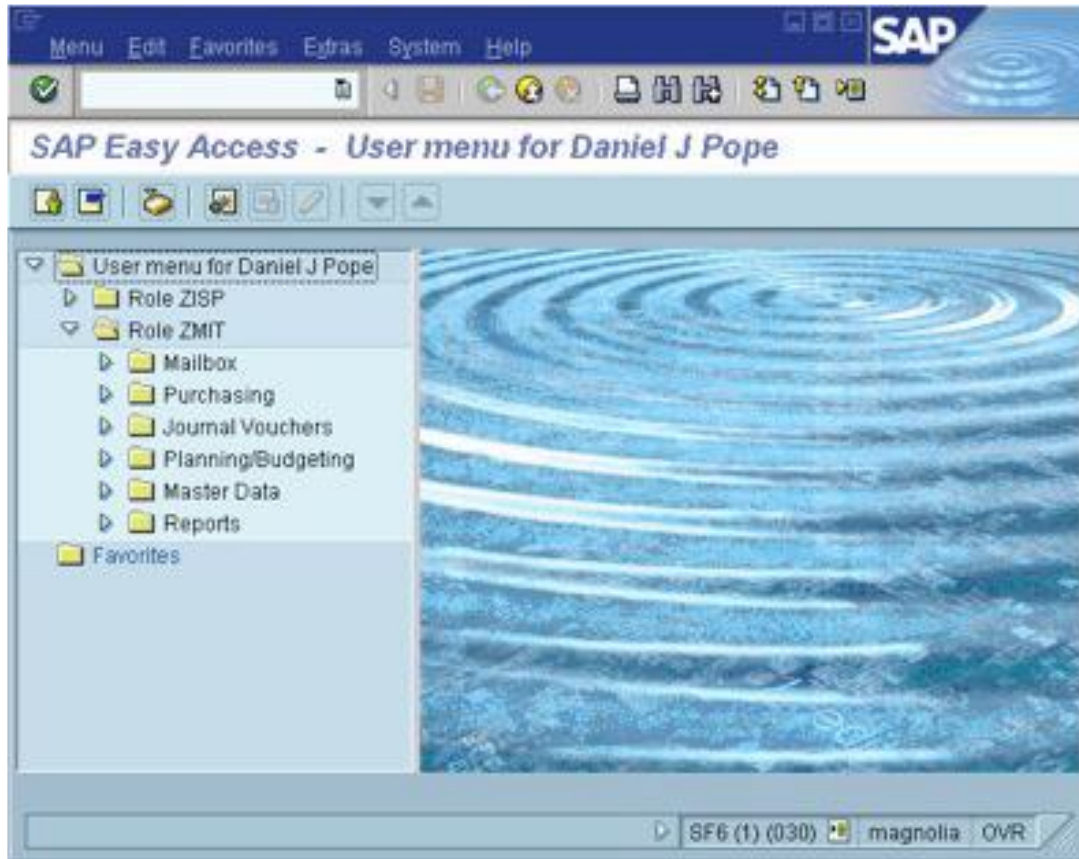 Menu Edit Favorites Extras System Help
SAP
SAP Easy Access - User menu for Daniel J Pope
User menu for Daniel J Pope
Role ZISP
Role ZMIT
Mailbox
Purchasing
Journal Vouchers
Planning/Budgeting
Master Data
Reports
Favorites
SF6 (1) (030) magnolia OVR